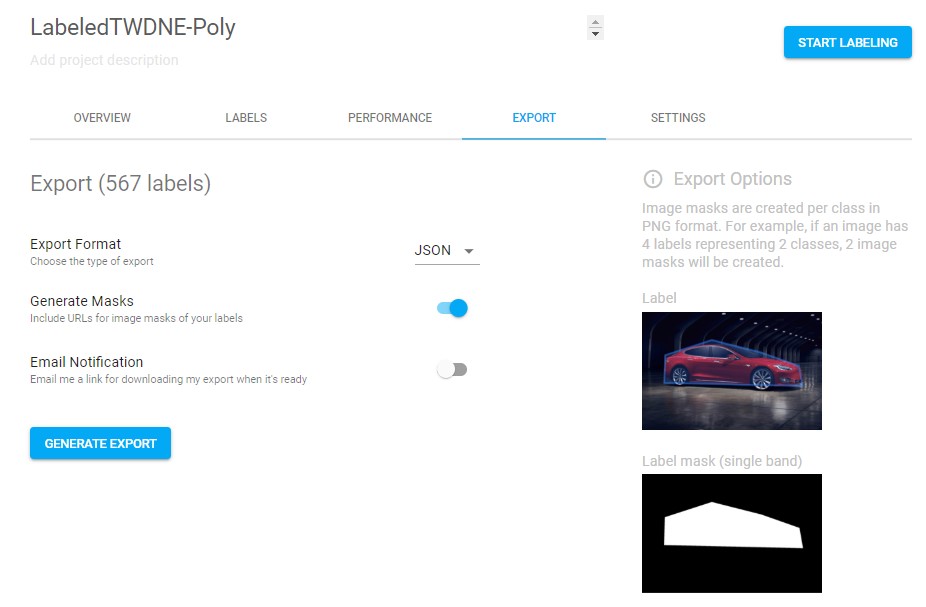 LabeledTWDNE-Poly
Add project description
START LABELING
OVERVIEW
LABELS
PERFORMANCE
EXPORT
SETTINGS
Export (567 labels)
Export Format
Choose the type of export
JSON
Generate Masks
Include URLs for image masks of your labels
Email Notification
Email me a link for downloading my export when it's ready
GENERATE EXPORT
Export Options
Image masks are created per class in
PNG format. For example, if an image has
4 labels representing 2 classes, 2 image
masks will be created.
Label
Label mask (single band)